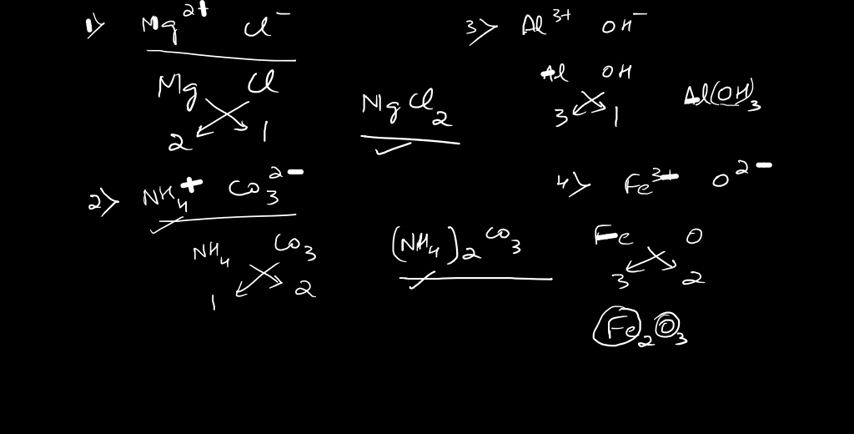 1) Mg²⁺ Cl⁻
Mg Cl
2 1
MgCl₂
2) NH₄⁺ CO₃²⁻
NH₄ CO₃
1 2
(NH₄)₂CO₃
3) Al³⁺ OH⁻
Al OH
3 1
Al(OH)₃
4) Fe³⁺ O²⁻
Fe O
3 2
Fe₂O₃